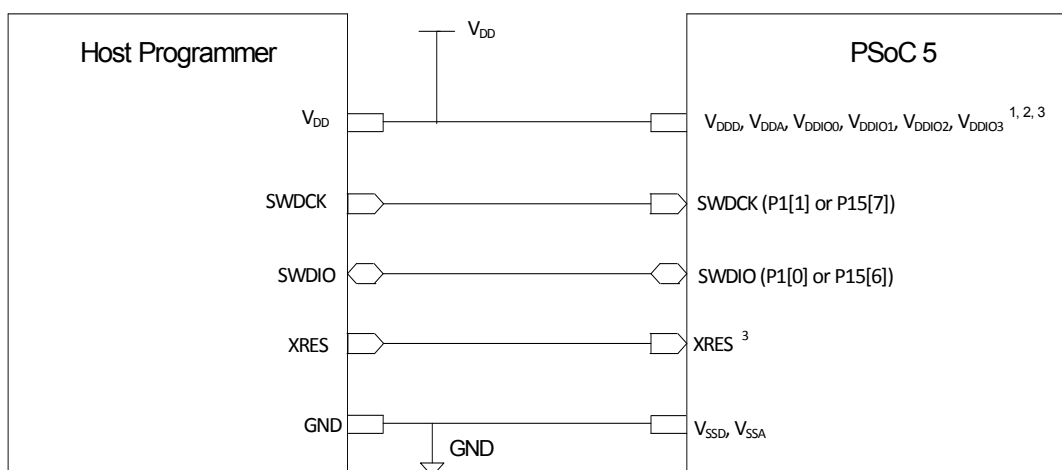 Host Programmer
PSoC 5
VDD
VDD
VDDD, VDDA, VDDIO0, VDDIO1, VDDIO2, VDDIO3 1, 2, 3
SWDCK
SWDCK (P1[1] or P15[7])
SWDIO
SWDIO (P1[0] or P15[6])
XRES
XRES 3
GND
GND
VSSD, VSSA